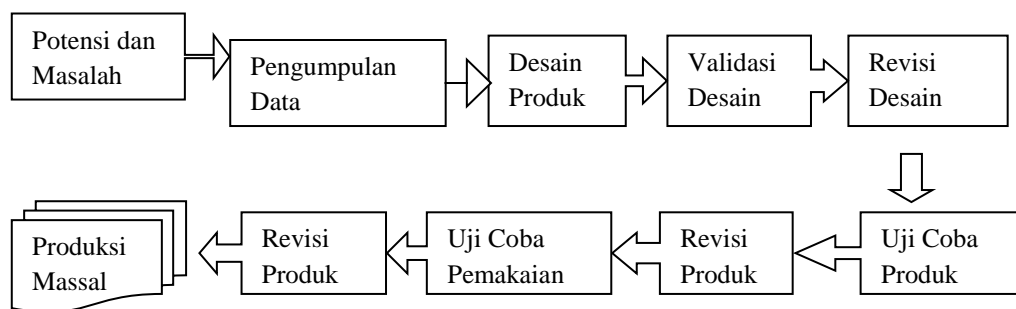 Potensi dan
Masalah
Pengumpulan
Data
Desain
Produk
Validasi
Desain
Revisi
Desain
Uji Coba
Produk
Revisi
Produk
Uji Coba
Pemakaian
Revisi
Produk
Produksi
Massal